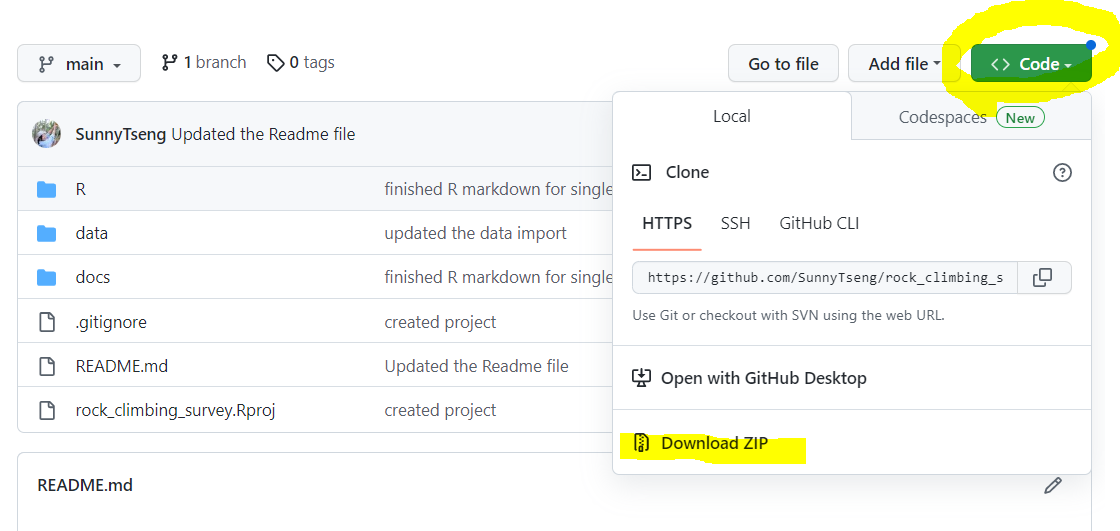 main
1 branch
0 tags
Go to file
Add file
Code
SunnyTseng Updated the Readme file
R
finished R markdown for single
data
updated the data import
docs
finished R markdown for single
.gitignore
created project
README.md
Updated the Readme file
rock_climbing_survey.Rproj
created project
README.md
Local
Codespaces New
Clone
HTTPS SSH GitHub CLI
https://github.com/SunnyTseng/rock_climbing_s
Use Git or checkout with SVN using the web URL.
Open with GitHub Desktop
Download ZIP